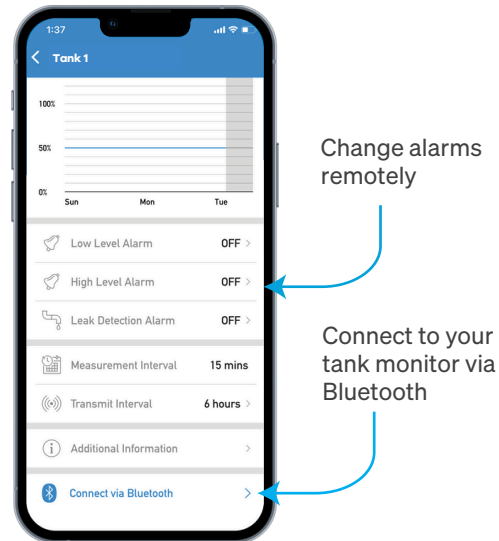 1:37
Tank 1
100%
50%
0%
Sun Mon Tue
Low Level Alarm OFF
High Level Alarm OFF
Leak Detection Alarm OFF
Measurement Interval 15 mins
Transmit Interval 6 hours
Additional Information
Connect via Bluetooth
Change alarms
remotely
Connect to your
tank monitor via
Bluetooth